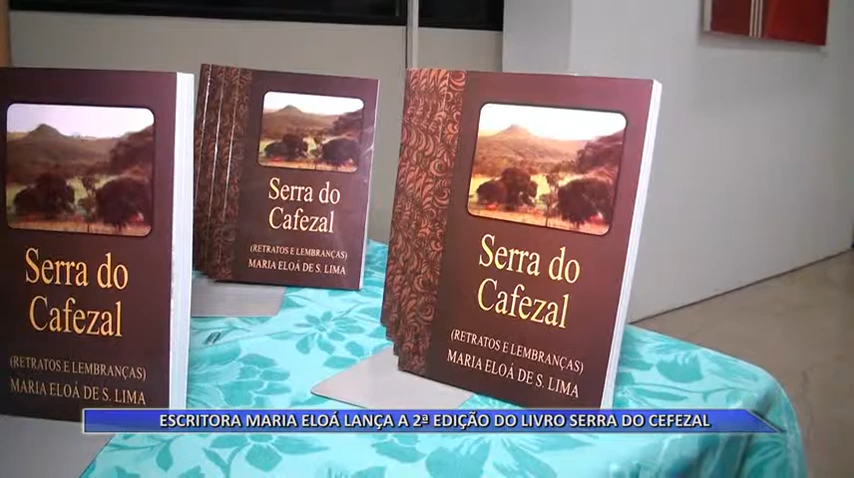 Serra do
Cafezal
(RETRATOS E LEMBRANÇAS)
MARIA ELOÁ DE S. LIMA
Serra do
Cafezal
(RETRATOS E LEMBRANÇAS)
MARIA ELOÁ DE S. LIMA
Serra do
Cafezal
(RETRATOS E LEMBRANÇAS)
MARIA ELOÁ DE S. LIMA
ESCRITORA MARIA ELOÁ LANÇA A 2ª EDIÇÃO DO LIVRO SERRA DO CEFEZAL